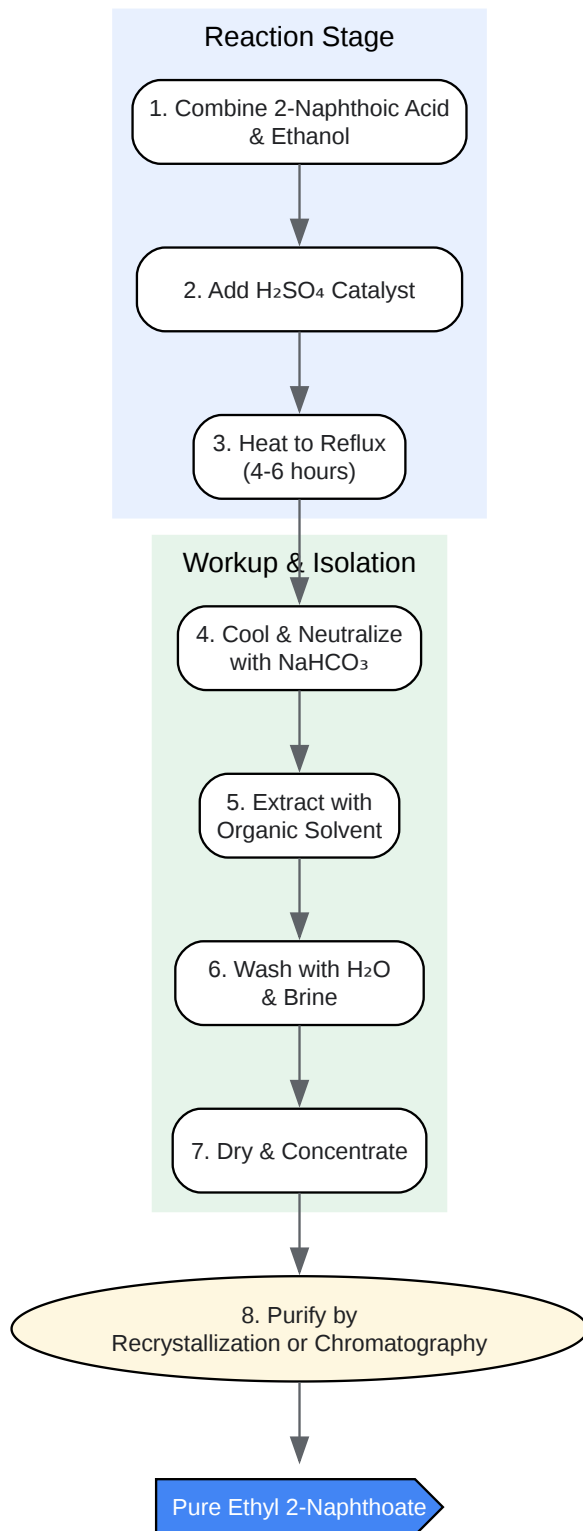 Reaction Stage
1. Combine 2-Naphthoic Acid
& Ethanol
2. Add H₂SO₄ Catalyst
3. Heat to Reflux
(4-6 hours)
Workup & Isolation
4. Cool & Neutralize
with NaHCO₃
5. Extract with
Organic Solvent
6. Wash with H₂O
& Brine
7. Dry & Concentrate
8. Purify by
Recrystallization or Chromatography
Pure Ethyl 2-Naphthoate